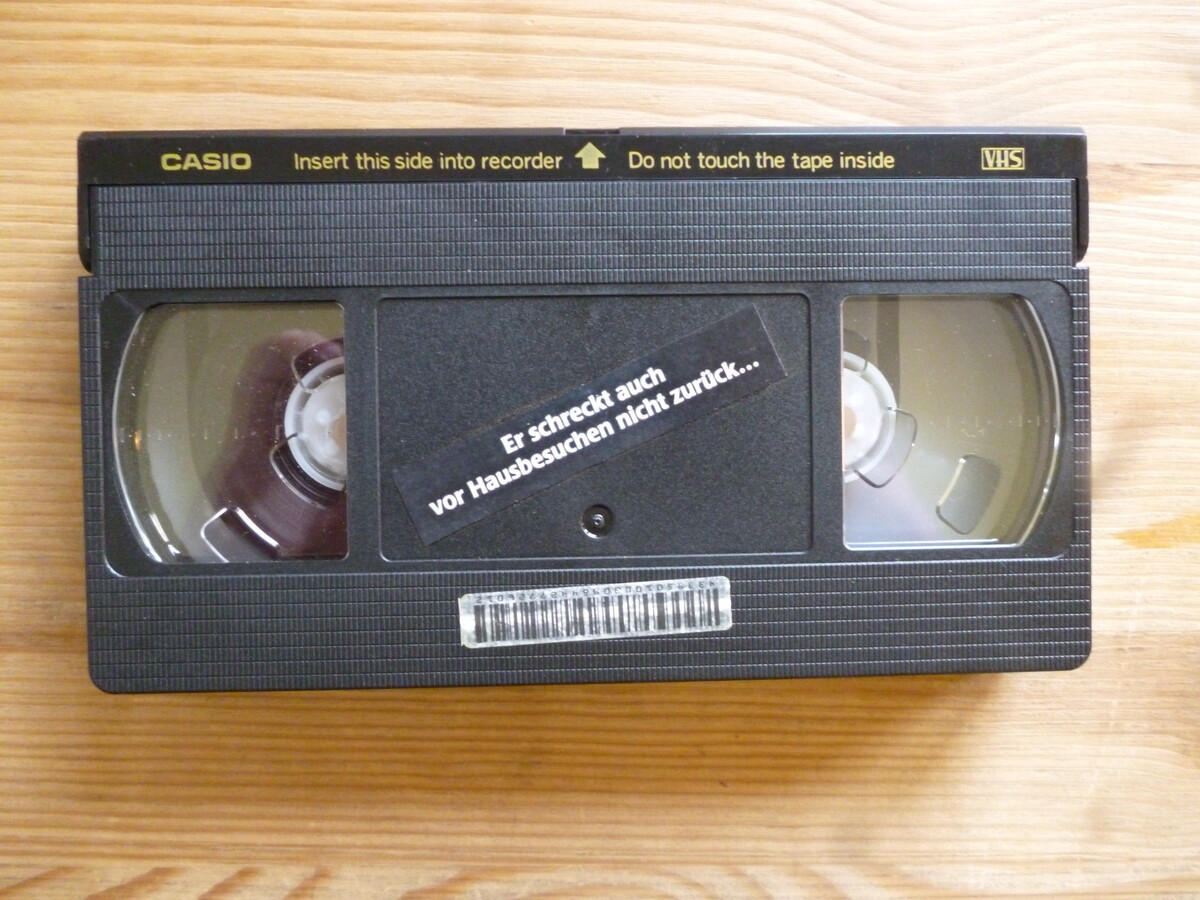 CASIO Insert this side into recorder Do not touch the tape inside VHS
Er schreckt auch
vor Hausbesuchen nicht zurück...